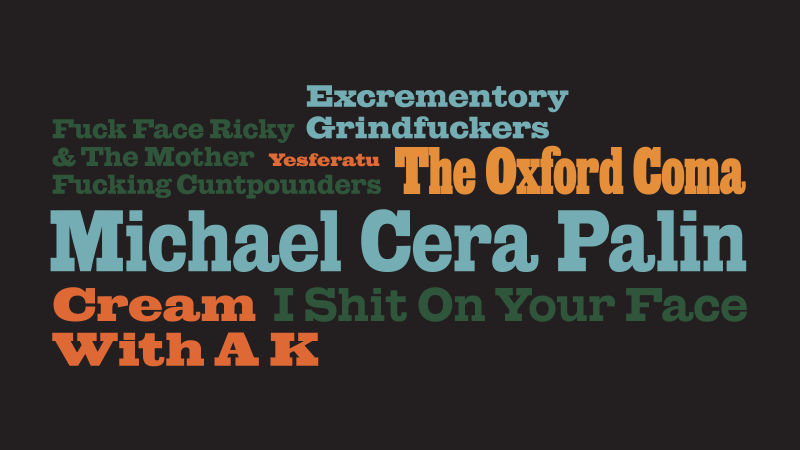 Excrementory
Grindfuckers
Fuck Face Ricky
& The Mother
Fucking Cuntpounders
Yesferatu
The Oxford Coma
Michael Cera Palin
Cream
With A K
I Shit On Your Face